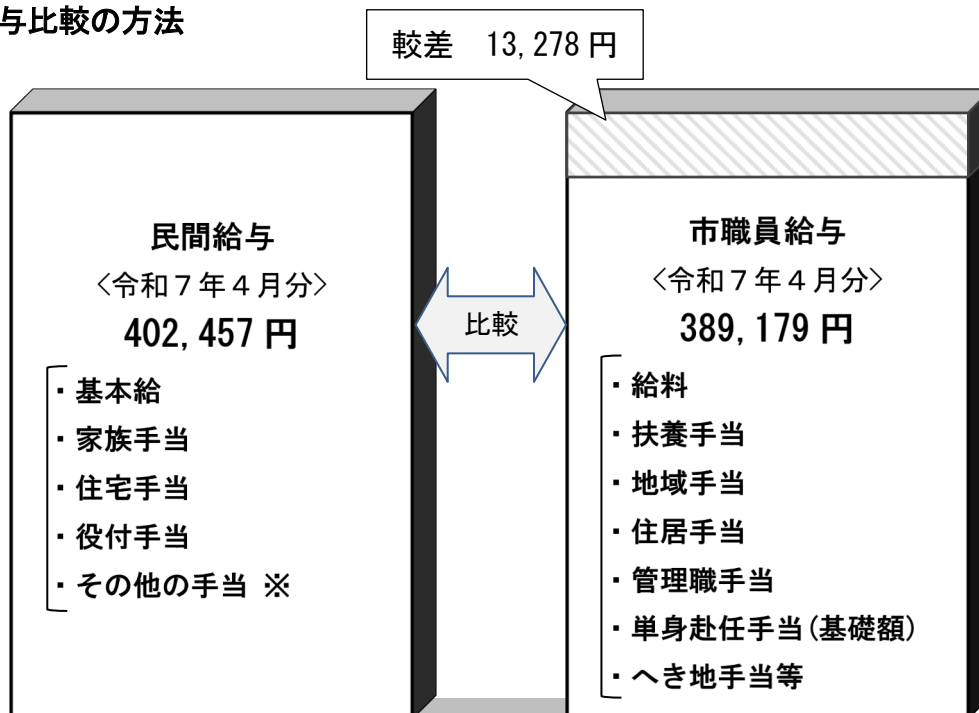 与比較の方法
較差　13,278 円
民間給与
<令和７年４月分>
402,457 円
・基本給
・家族手当
・住宅手当
・役付手当
・その他の手当 ※
比較
市職員給与
<令和７年４月分>
389,179 円
・給料
・扶養手当
・地域手当
・住居手当
・管理職手当
・単身赴任手当(基礎額)
・へき地手当等